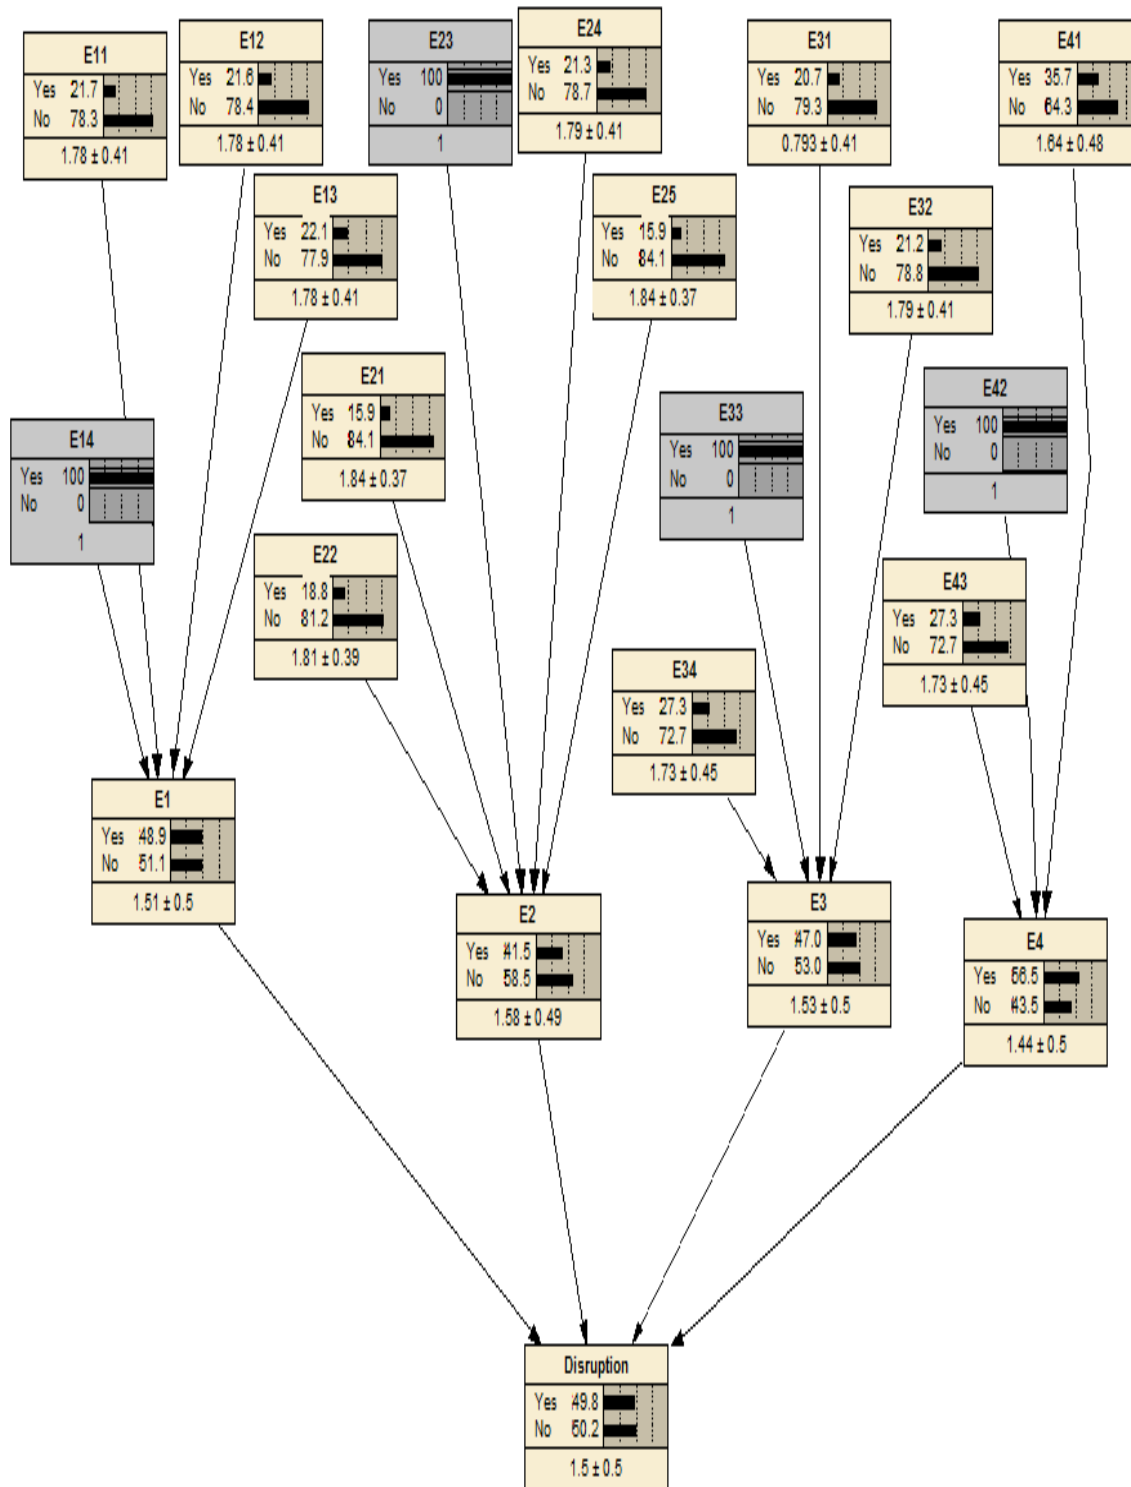 E11
Yes 21.7
No 78.3
1.78 ± 0.41
E12
Yes 21.6
No 78.4
1.78 ± 0.41
E23
Yes 100
No 0
1
E24
Yes 21.3
No 78.7
1.79 ± 0.41
E31
Yes 20.7
No 79.3
0.793 ± 0.41
E41
Yes 35.7
No 64.3
1.64 ± 0.48
E13
Yes 22.1
No 77.9
1.78 ± 0.41
E25
Yes 15.9
No 84.1
1.84 ± 0.37
E32
Yes 21.2
No 78.8
1.79 ± 0.41
E21
Yes 15.9
No 84.1
1.84 ± 0.37
E14
Yes 100
No 0
1
E33
Yes 100
No 0
1
E42
Yes 100
No 0
1
E22
Yes 18.8
No 81.2
1.81 ± 0.39
E43
Yes 27.3
No 72.7
1.73 ± 0.45
E34
Yes 27.3
No 72.7
1.73 ± 0.45
E1
Yes 48.9
No 51.1
1.51 ± 0.5
E2
Yes 41.5
No 58.5
1.58 ± 0.49
E3
Yes 47.0
No 53.0
1.53 ± 0.5
E4
Yes 56.5
No 43.5
1.44 ± 0.5
Disruption
Yes 49.8
No 50.2
1.5 ± 0.5